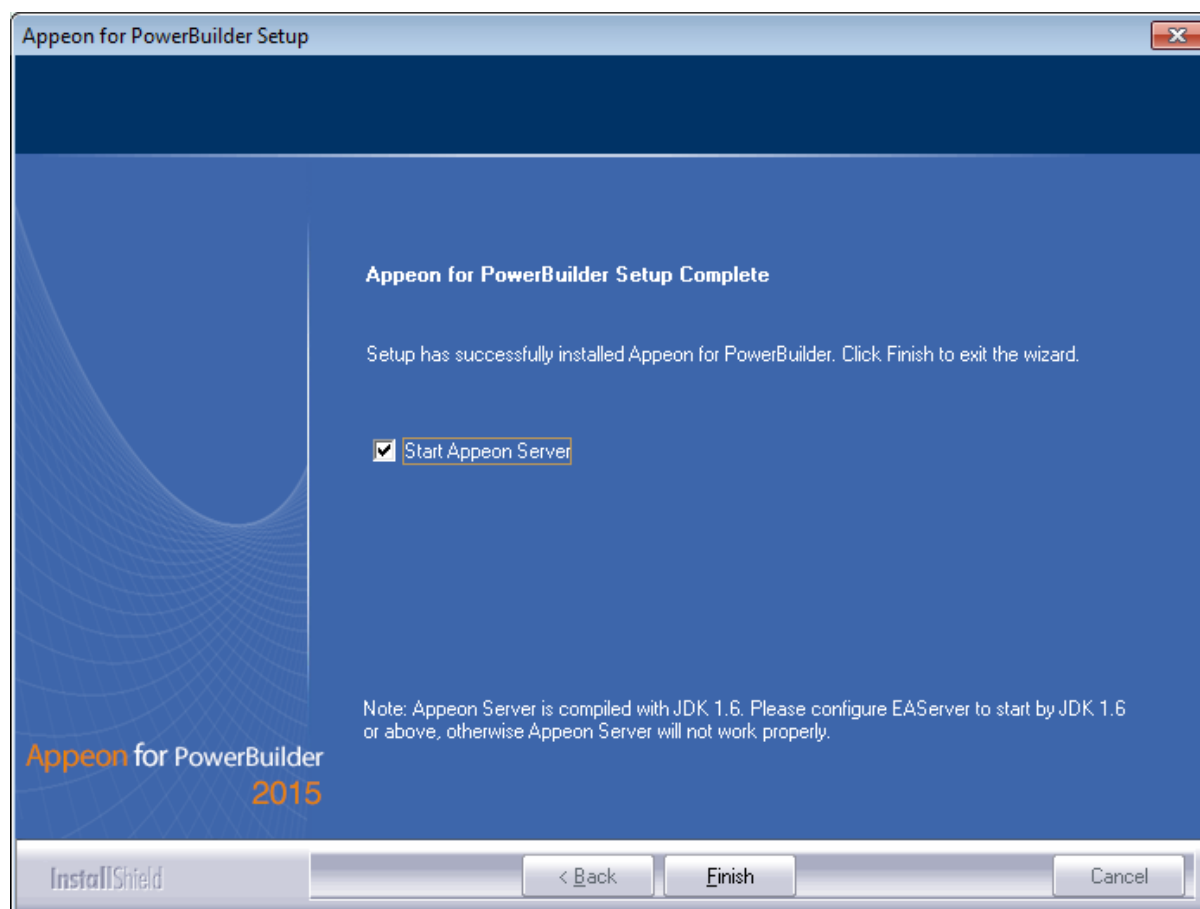 Appeon for PowerBuilder Setup
Appeon for PowerBuilder Setup Complete
Setup has successfully installed Appeon for PowerBuilder. Click Finish to exit the wizard.
Start Appeon Server
Note: Appeon Server is compiled with JDK 1.6. Please configure EAServer to start by JDK 1.6
or above, otherwise Appeon Server will not work properly.
Appeon for PowerBuilder
2015
InstallShield
< Back
Finish
Cancel